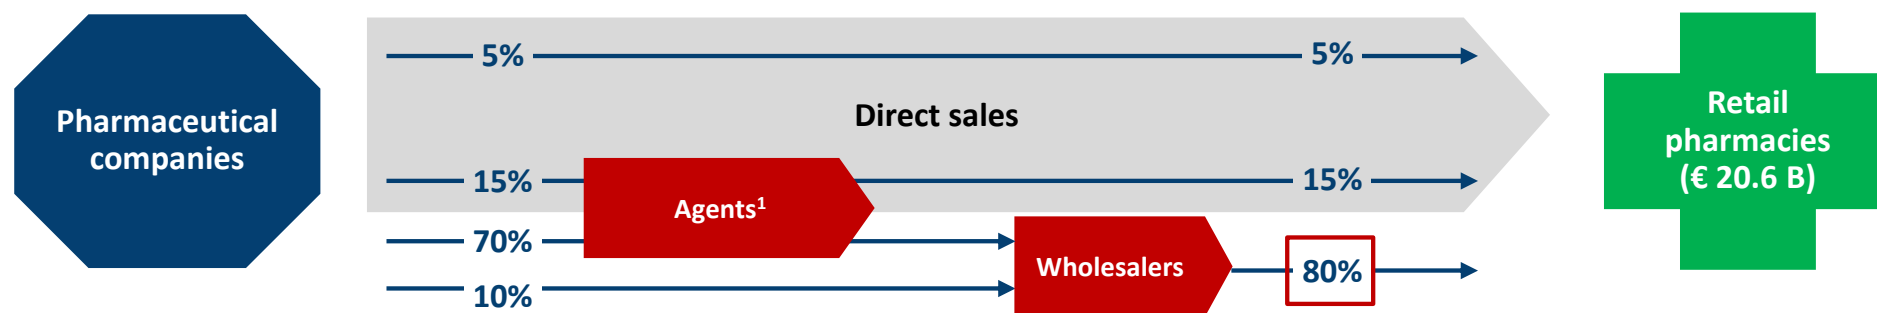 Pharmaceutical
companies
5%
5%
Direct sales
15%
15%
Agents¹
70%
10%
Wholesalers
80%
Retail
pharmacies
(€ 20.6 B)